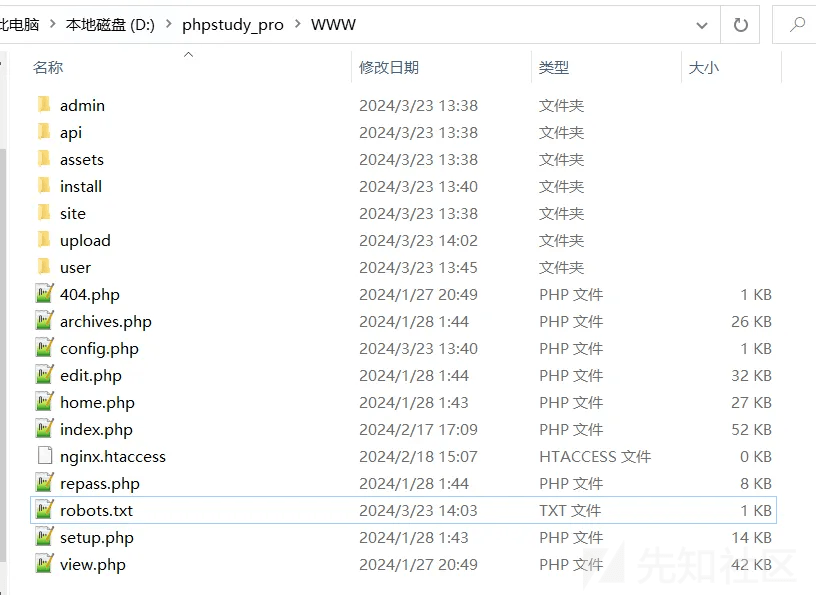 此电脑 > 本地磁盘 (D:) > phpstudy_pro > WWW
名称 修改日期 类型 大小
admin 2024/3/23 13:38 文件夹
api 2024/3/23 13:38 文件夹
assets 2024/3/23 13:38 文件夹
install 2024/3/23 13:40 文件夹
site 2024/3/23 13:38 文件夹
upload 2024/3/23 14:02 文件夹
user 2024/3/23 13:45 文件夹
404.php 2024/1/27 20:49 PHP 文件 1 KB
archives.php 2024/1/28 1:44 PHP 文件 26 KB
config.php 2024/3/23 13:40 PHP 文件 1 KB
edit.php 2024/1/28 1:44 PHP 文件 32 KB
home.php 2024/1/28 1:43 PHP 文件 27 KB
index.php 2024/2/17 17:09 PHP 文件 52 KB
nginx.htaccess 2024/2/18 15:07 HTACCESS 文件 0 KB
repass.php 2024/1/28 1:44 PHP 文件 8 KB
robots.txt 2024/3/23 14:03 TXT 文件 1 KB
setup.php 2024/1/28 1:43 PHP 文件 14 KB
view.php 2024/1/27 20:49 PHP 文件 42 KB
先知社区